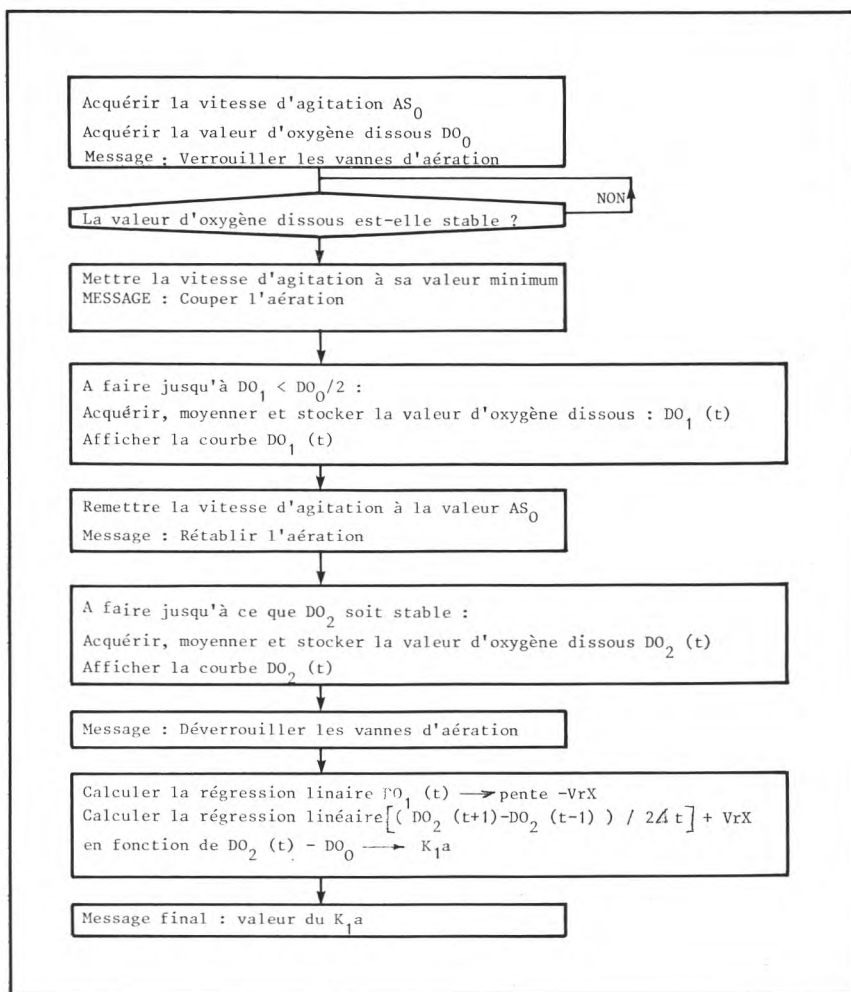 Acquérir la vitesse d'agitation AS0
Acquérir la valeur d'oxygène dissous DO0
Message : Verrouiller les vannes d'aération
NON
La valeur d'oxygène dissous est-elle stable ?
Mettre la vitesse d'agitation à sa valeur minimum
MESSAGE : Couper l'aération
A faire jusqu'à DO1 < DO0/2 :
Acquérir, moyenner et stocker la valeur d'oxygène dissous : DO1 (t)
Afficher la courbe DO1 (t)
Remettre la vitesse d'agitation à la valeur AS0
Message : Rétablir l'aération
A faire jusqu'à ce que DO2 soit stable :
Acquérir, moyenner et stocker la valeur d'oxygène dissous DO2 (t)
Afficher la courbe DO2 (t)
Message : Déverrouiller les vannes d'aération
Calculer la régression linaire DO1 (t) → pente -VrX
Calculer la régression linéaire [( DO2 (t+1)-DO2 (t-1) ) / 2Δ t] + VrX
en fonction de DO2 (t) - DO0 → K1a
Message final : valeur du K1a